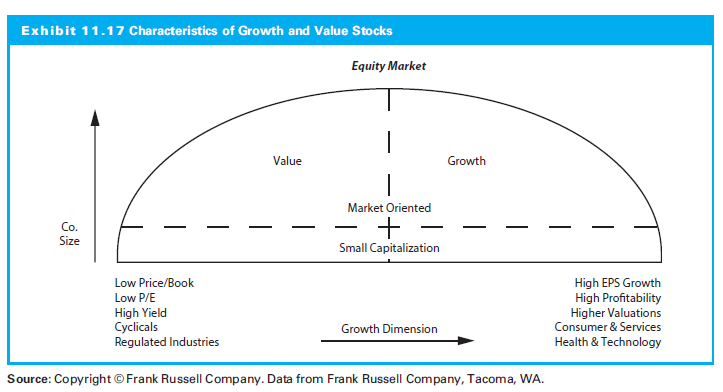 Exhibit 11.17 Characteristics of Growth and Value Stocks
Equity Market
Value
Growth
Market Oriented
Co.
Size
Small Capitalization
Low Price/Book
Low P/E
High Yield
Cyclicals
Regulated Industries
Growth Dimension
High EPS Growth
High Profitability
Higher Valuations
Consumer & Services
Health & Technology
Source: Copyright © Frank Russell Company. Data from Frank Russell Company, Tacoma, WA.